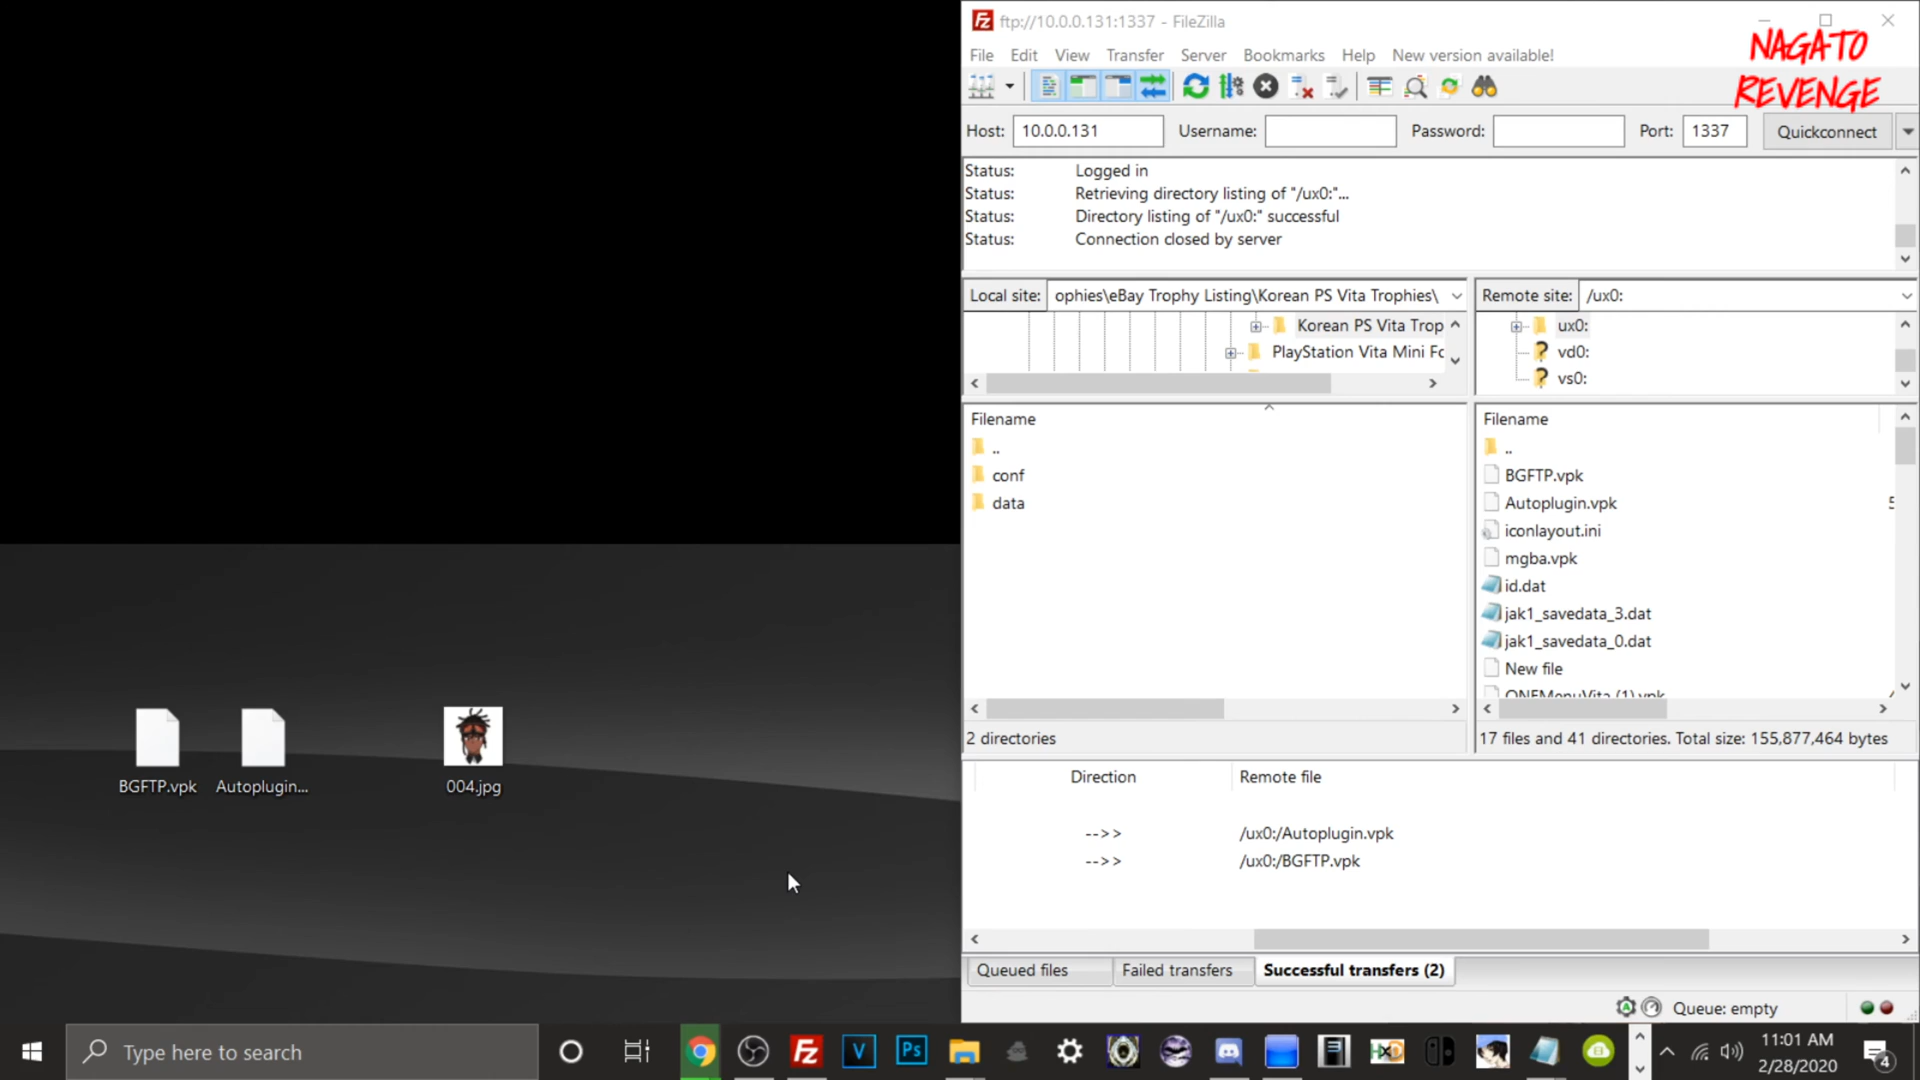 ftp://10.0.0.131:1337 - FileZilla
NAGATO
REVENGE
File Edit View Transfer Server Bookmarks Help New version available!
Host: 10.0.0.131 Username: Password: Port: 1337 Quickconnect
Status: Logged in
Status: Retrieving directory listing of "/ux0:"...
Status: Directory listing of "/ux0:" successful
Status: Connection closed by server
Local site: ophies\eBay Trophy Listing\Korean PS Vita Trophies\
Korean PS Vita Trop
PlayStation Vita Mini Fo
Remote site: /ux0:
ux0:
vd0:
vs0:
Filename
..
conf
data
2 directories
Filename
..
BGFTP.vpk
Autoplugin.vpk 5
iconlayout.ini
mgba.vpk
id.dat
jak1_savedata_3.dat
jak1_savedata_0.dat
New file
ONEMenuVita (1).vpk
17 files and 41 directories. Total size: 155,877,464 bytes
BGFTP.vpk
Autoplugin...
004.jpg
Direction Remote file
-->> /ux0:/Autoplugin.vpk
-->> /ux0:/BGFTP.vpk
Queued files Failed transfers Successful transfers (2)
Queue: empty
Type here to search
11:01 AM
2/28/2020
4